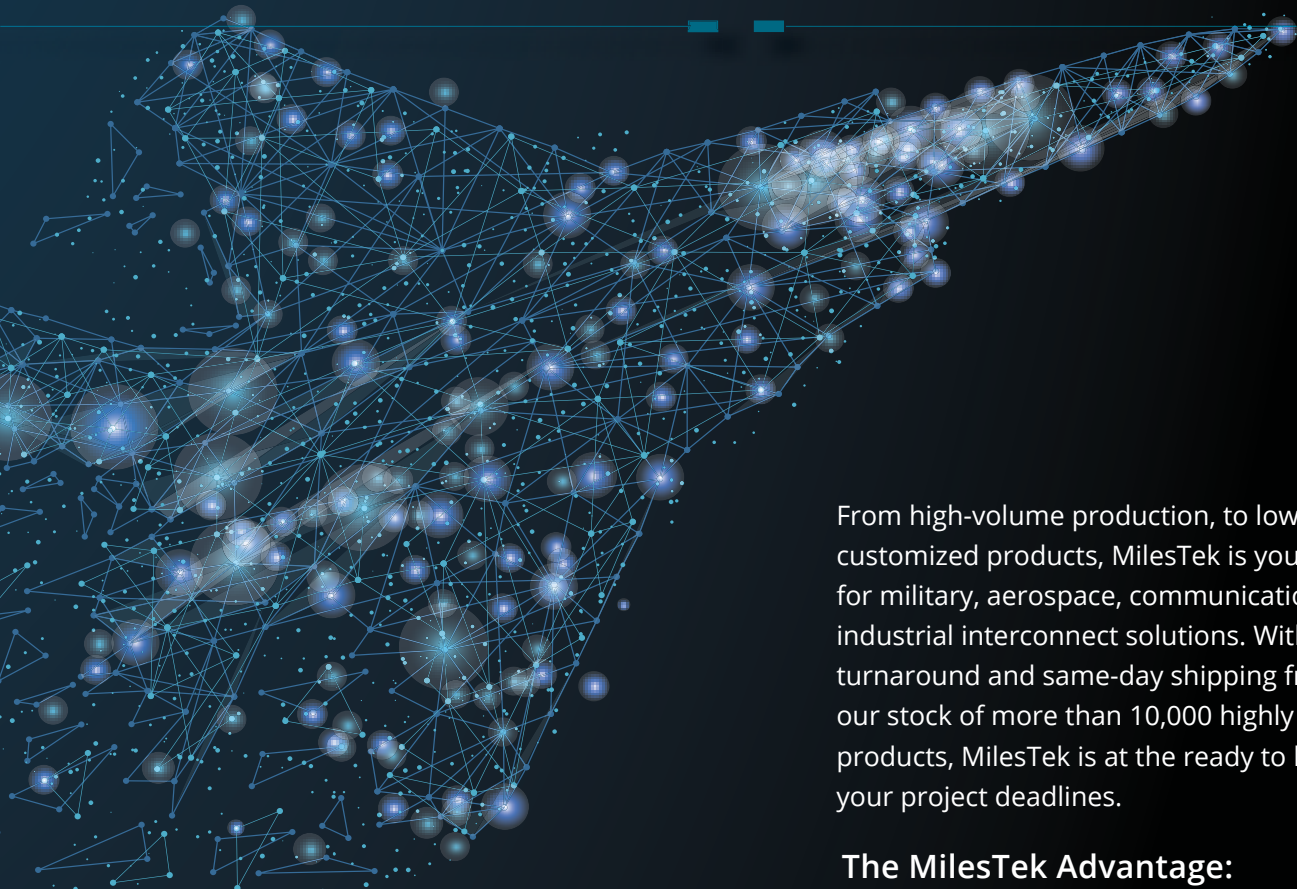 From high-volume production, to low
customized products, MilesTek is you
for military, aerospace, communicatio
industrial interconnect solutions. Wit
turnaround and same-day shipping f
our stock of more than 10,000 highly
products, MilesTek is at the ready to
your project deadlines.
The MilesTek Advantage: